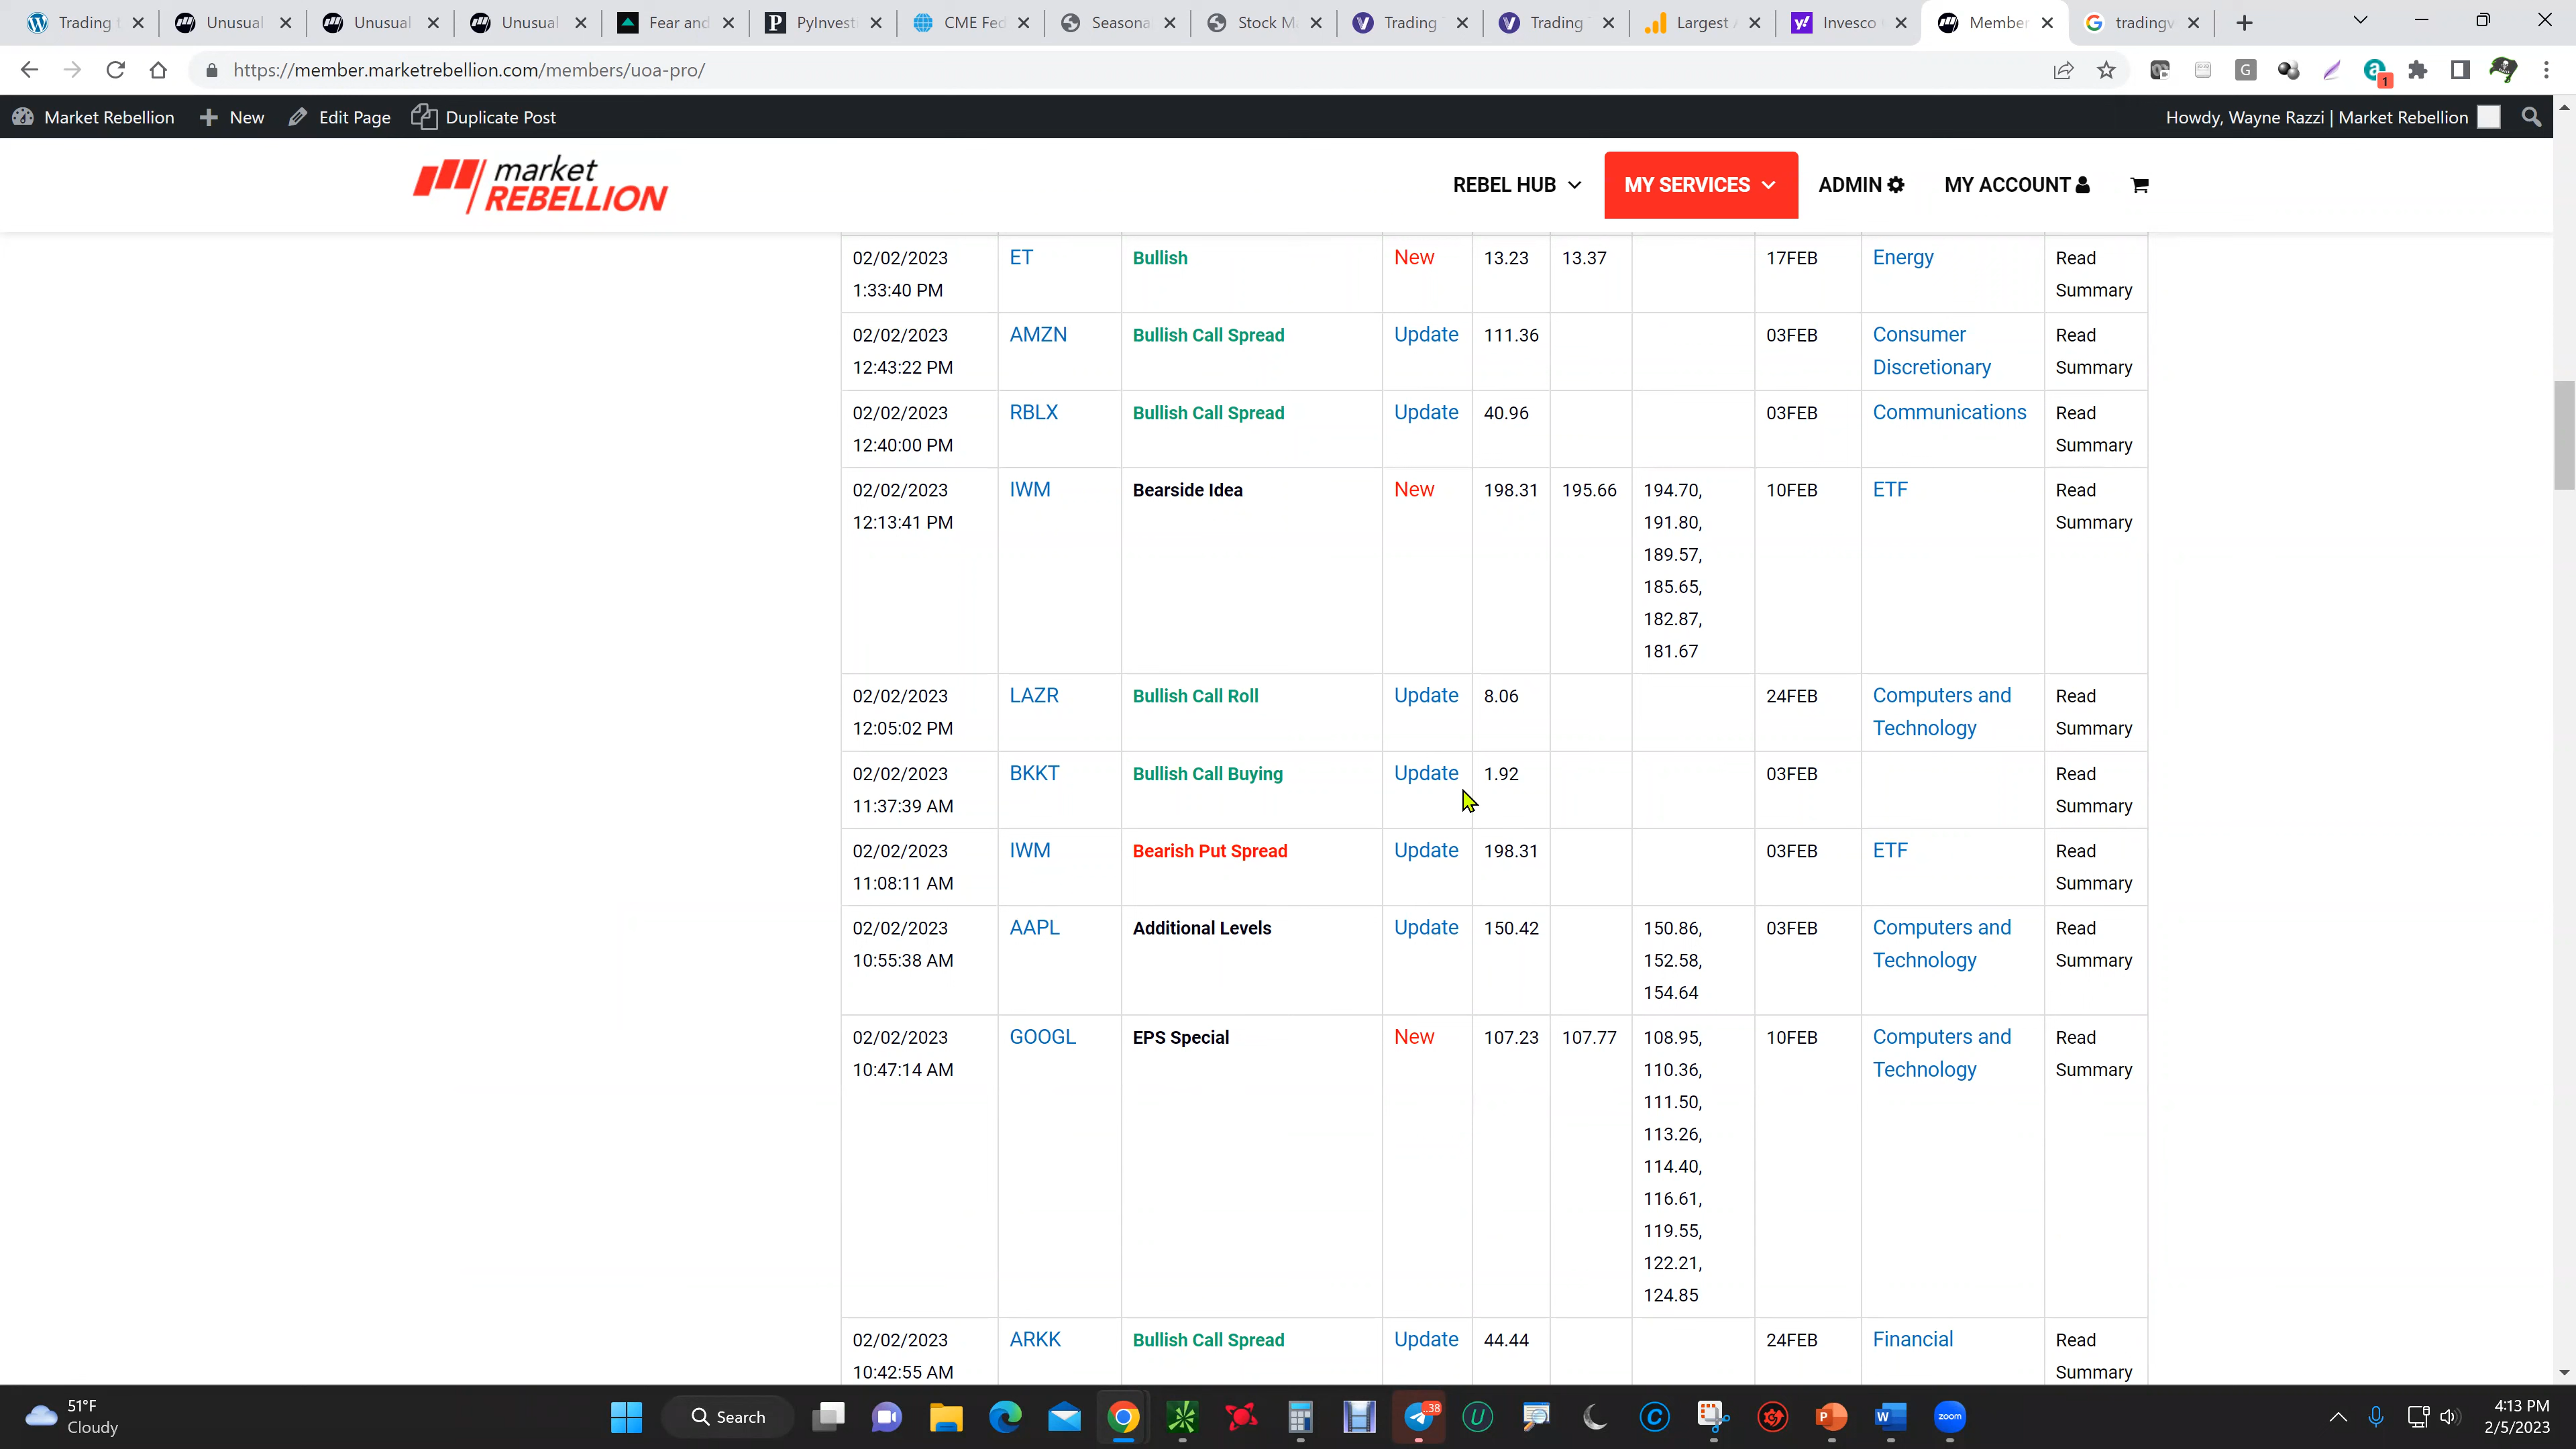 Trading t
Unusual
Unusual
Unusual
Fear and
PyInvesti
CME Fed
Seasona
Stock M
Trading
Trading
Largest
Invesco
Member
tradingv
https://member.marketrebellion.com/members/uoa-pro/
Market Rebellion New Edit Page Duplicate Post Howdy, Wayne Razzi | Market Rebellion
market
REBELLION
REBEL HUB MY SERVICES ADMIN MY ACCOUNT
02/02/2023 ET Bullish New 13.23 13.37 17FEB Energy Read
1:33:40 PM Summary
02/02/2023 AMZN Bullish Call Spread Update 111.36 03FEB Consumer Read
12:43:22 PM Discretionary Summary
02/02/2023 RBLX Bullish Call Spread Update 40.96 03FEB Communications Read
12:40:00 PM Summary
02/02/2023 IWM Bearside Idea New 198.31 195.66 194.70, 10FEB ETF Read
12:13:41 PM 191.80, Summary
189.57,
185.65,
182.87,
181.67
02/02/2023 LAZR Bullish Call Roll Update 8.06 24FEB Computers and Read
12:05:02 PM Technology Summary
02/02/2023 BKKT Bullish Call Buying Update 1.92 03FEB Read
11:37:39 AM Summary
02/02/2023 IWM Bearish Put Spread Update 198.31 03FEB ETF Read
11:08:11 AM Summary
02/02/2023 AAPL Additional Levels Update 150.42 150.86, 03FEB Computers and Read
10:55:38 AM 152.58, Technology Summary
154.64
02/02/2023 GOOGL EPS Special New 107.23 107.77 108.95, 10FEB Computers and Read
10:47:14 AM 110.36, Technology Summary
111.50,
113.26,
114.40,
116.61,
119.55,
122.21,
124.85
02/02/2023 ARKK Bullish Call Spread Update 44.44 24FEB Financial Read
10:42:55 AM Summary
51°F
Cloudy
Search
38
zoom
4:13 PM
2/5/2023